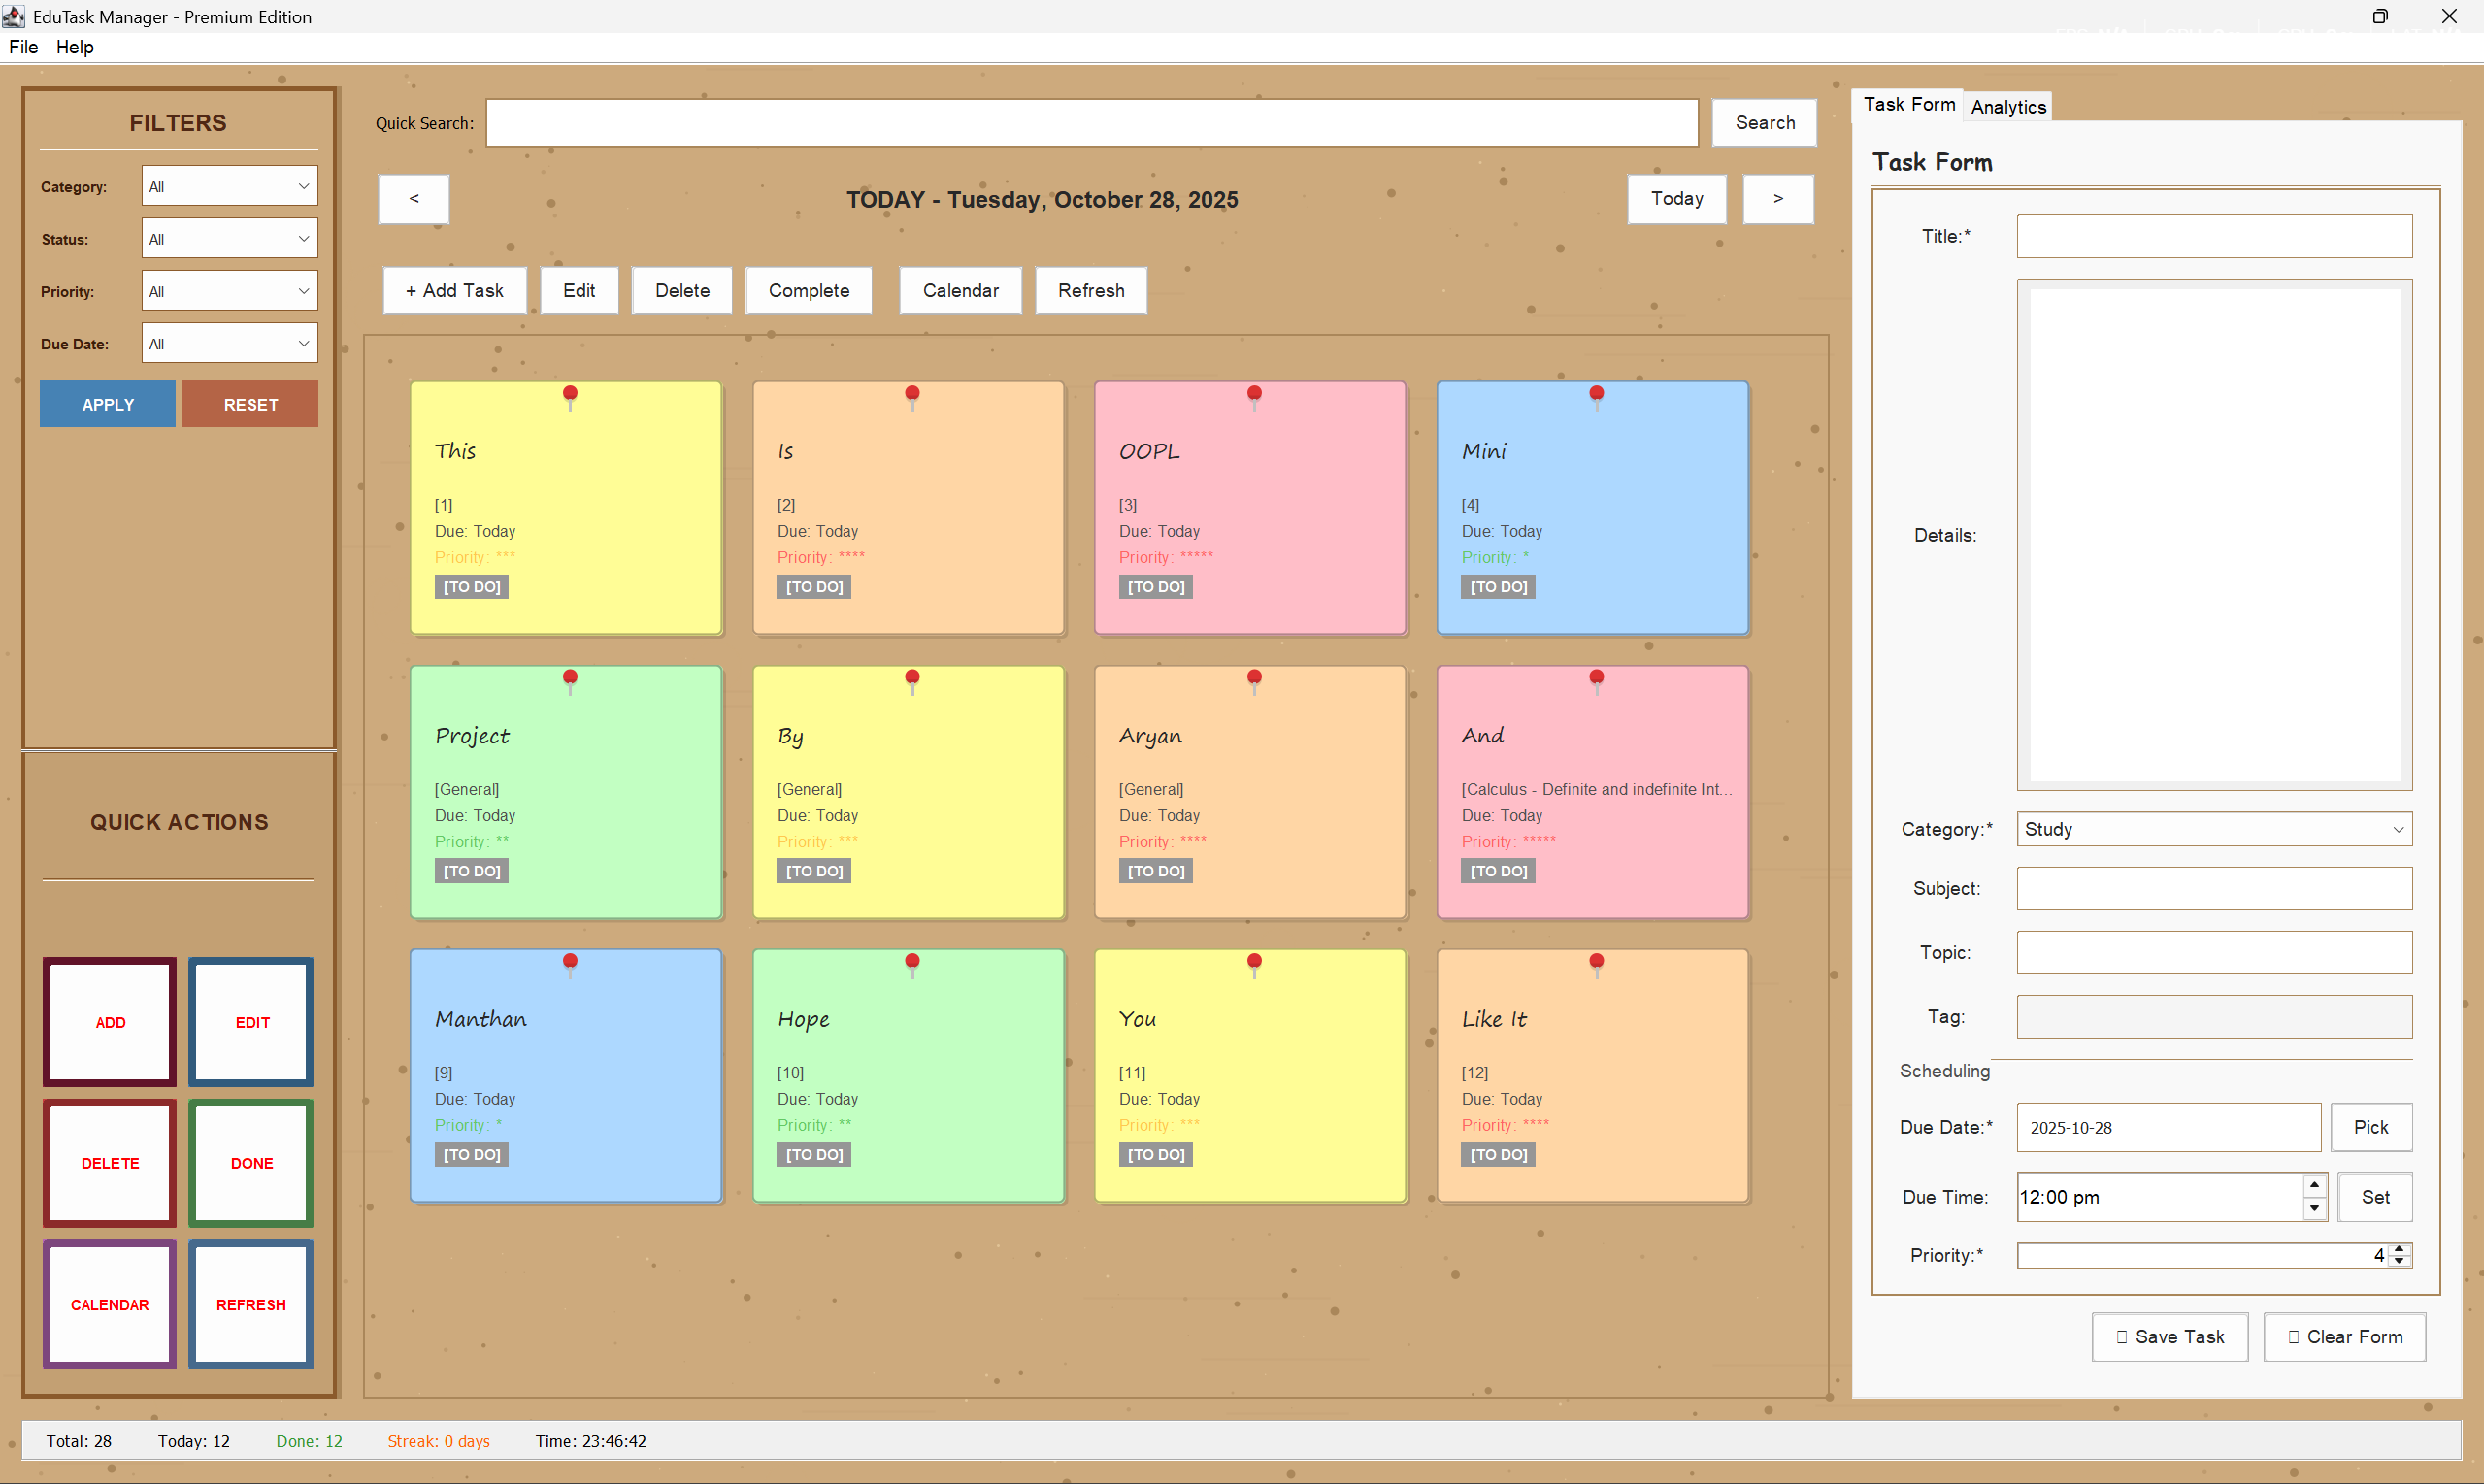 EduTask Manager - Premium Edition
File Help
FILTERS
Category: All
Status: All
Priority: All
Due Date: All
APPLY RESET
QUICK ACTIONS
ADD EDIT
DELETE DONE
CALENDAR REFRESH
Quick Search: Search
< TODAY - Tuesday, October 28, 2025 Today >
+ Add Task Edit Delete Complete Calendar Refresh
This
[1]
Due: Today
Priority: ***
[TO DO]
Is
[2]
Due: Today
Priority: ****
[TO DO]
OOPL
[3]
Due: Today
Priority: *****
[TO DO]
Mini
[4]
Due: Today
Priority: *
[TO DO]
Project
[General]
Due: Today
Priority: **
[TO DO]
By
[General]
Due: Today
Priority: ***
[TO DO]
Aryan
[General]
Due: Today
Priority: ****
[TO DO]
And
[Calculus - Definite and indefinite Int...
Due: Today
Priority: *****
[TO DO]
Manthan
[9]
Due: Today
Priority: *
[TO DO]
Hope
[10]
Due: Today
Priority: **
[TO DO]
You
[11]
Due: Today
Priority: ***
[TO DO]
Like It
[12]
Due: Today
Priority: ****
[TO DO]
Task Form Analytics
Task Form
Title:*
Details:
Category:* Study
Subject:
Topic:
Tag:
Scheduling
Due Date:* 2025-10-28 Pick
Due Time: 12:00 pm Set
Priority:* 4
Save Task Clear Form
Total: 28 Today: 12 Done: 12 Streak: 0 days Time: 23:46:42